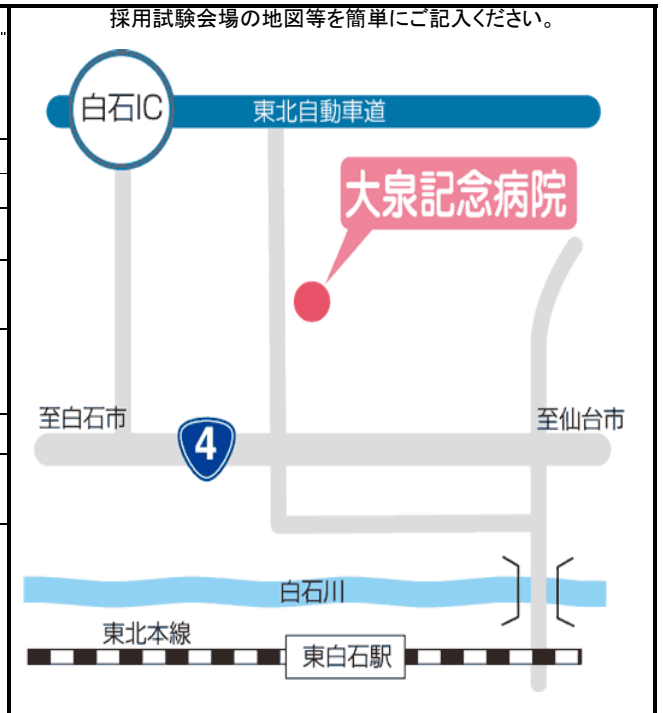 採用試験会場の地図等を簡単にご記入ください。
白石IC
東北自動車道
大泉記念病院
至白石市
4
至仙台市
白石川
東北本線
東白石駅